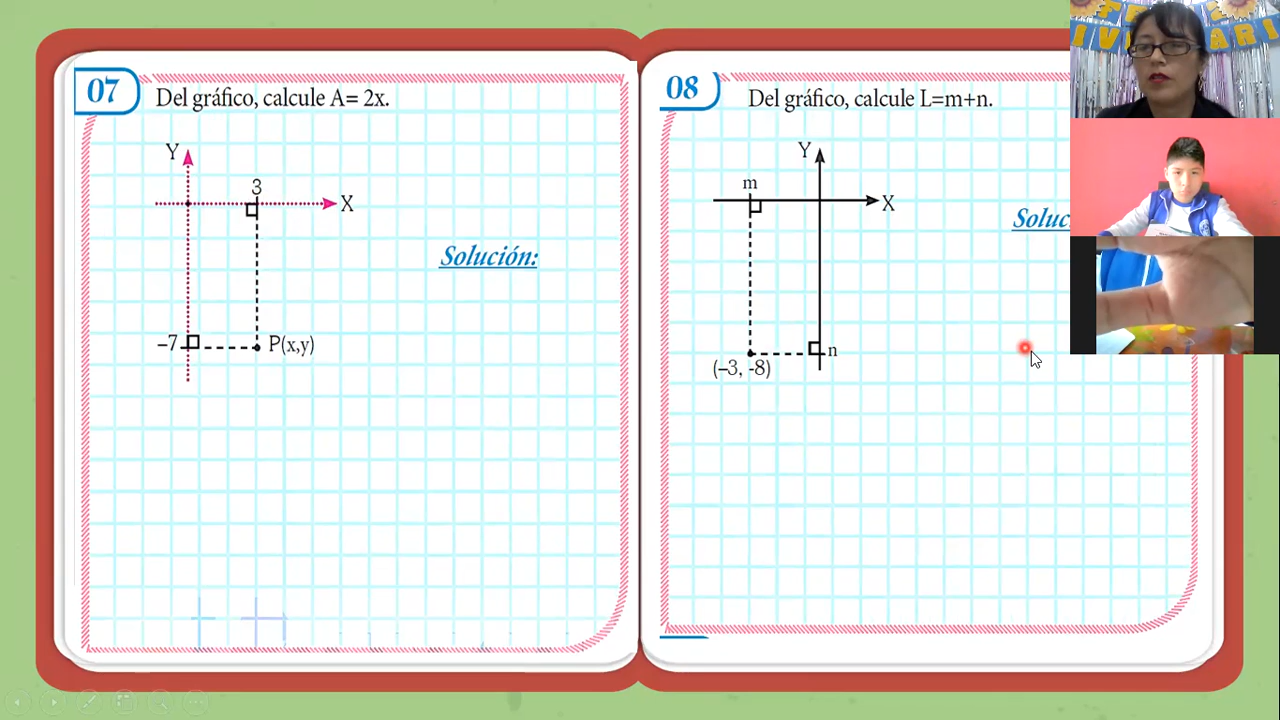 07
Del gráfico, calcule A= 2x.
Y
3
X
Solución:
–7
P(x,y)
08
Del gráfico, calcule L=m+n.
Y
m
X
n
(–3, -8)